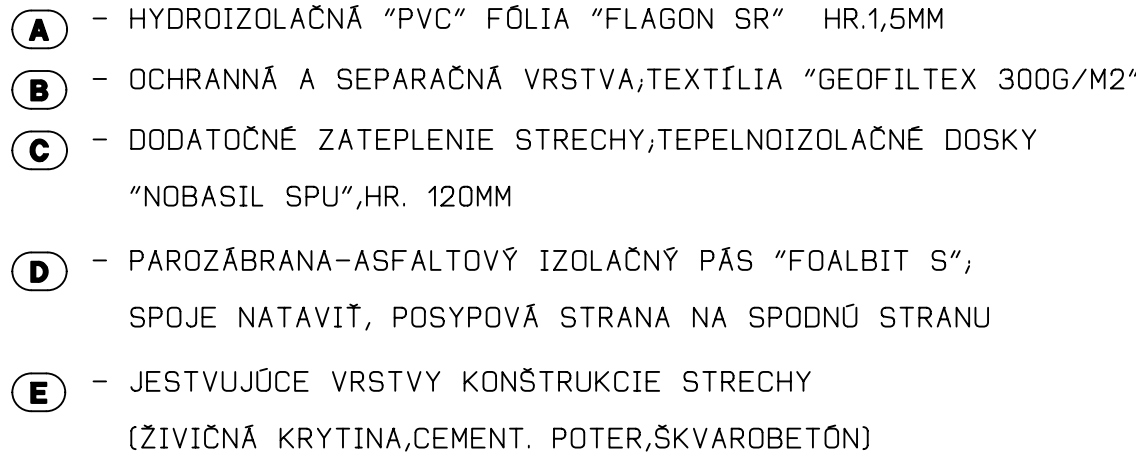 A - HYDROIZOLAČNÁ "PVC" FÓLIA "FLAGON SR" HR.1,5MM
B - OCHRANNÁ A SEPARAČNÁ VRSTVA;TEXTÍLIA "GEOFILTEX 300G/M2"
C - DODATOČNÉ ZATEPLENIE STRECHY;TEPELNOIZOLAČNÉ DOSKY
"NOBASIL SPU",HR. 120MM
D - PAROZÁBRANA-ASFALTOVÝ IZOLAČNÝ PÁS "FOALBIT S";
SPOJE NATAVIŤ, POSYPOVÁ STRANA NA SPODNÚ STRANU
E - JESTVUJÚCE VRSTVY KONŠTRUKCIE STRECHY
(ŽIVIČNÁ KRYTINA,CEMENT. POTER,ŠKVAROBETÓN)